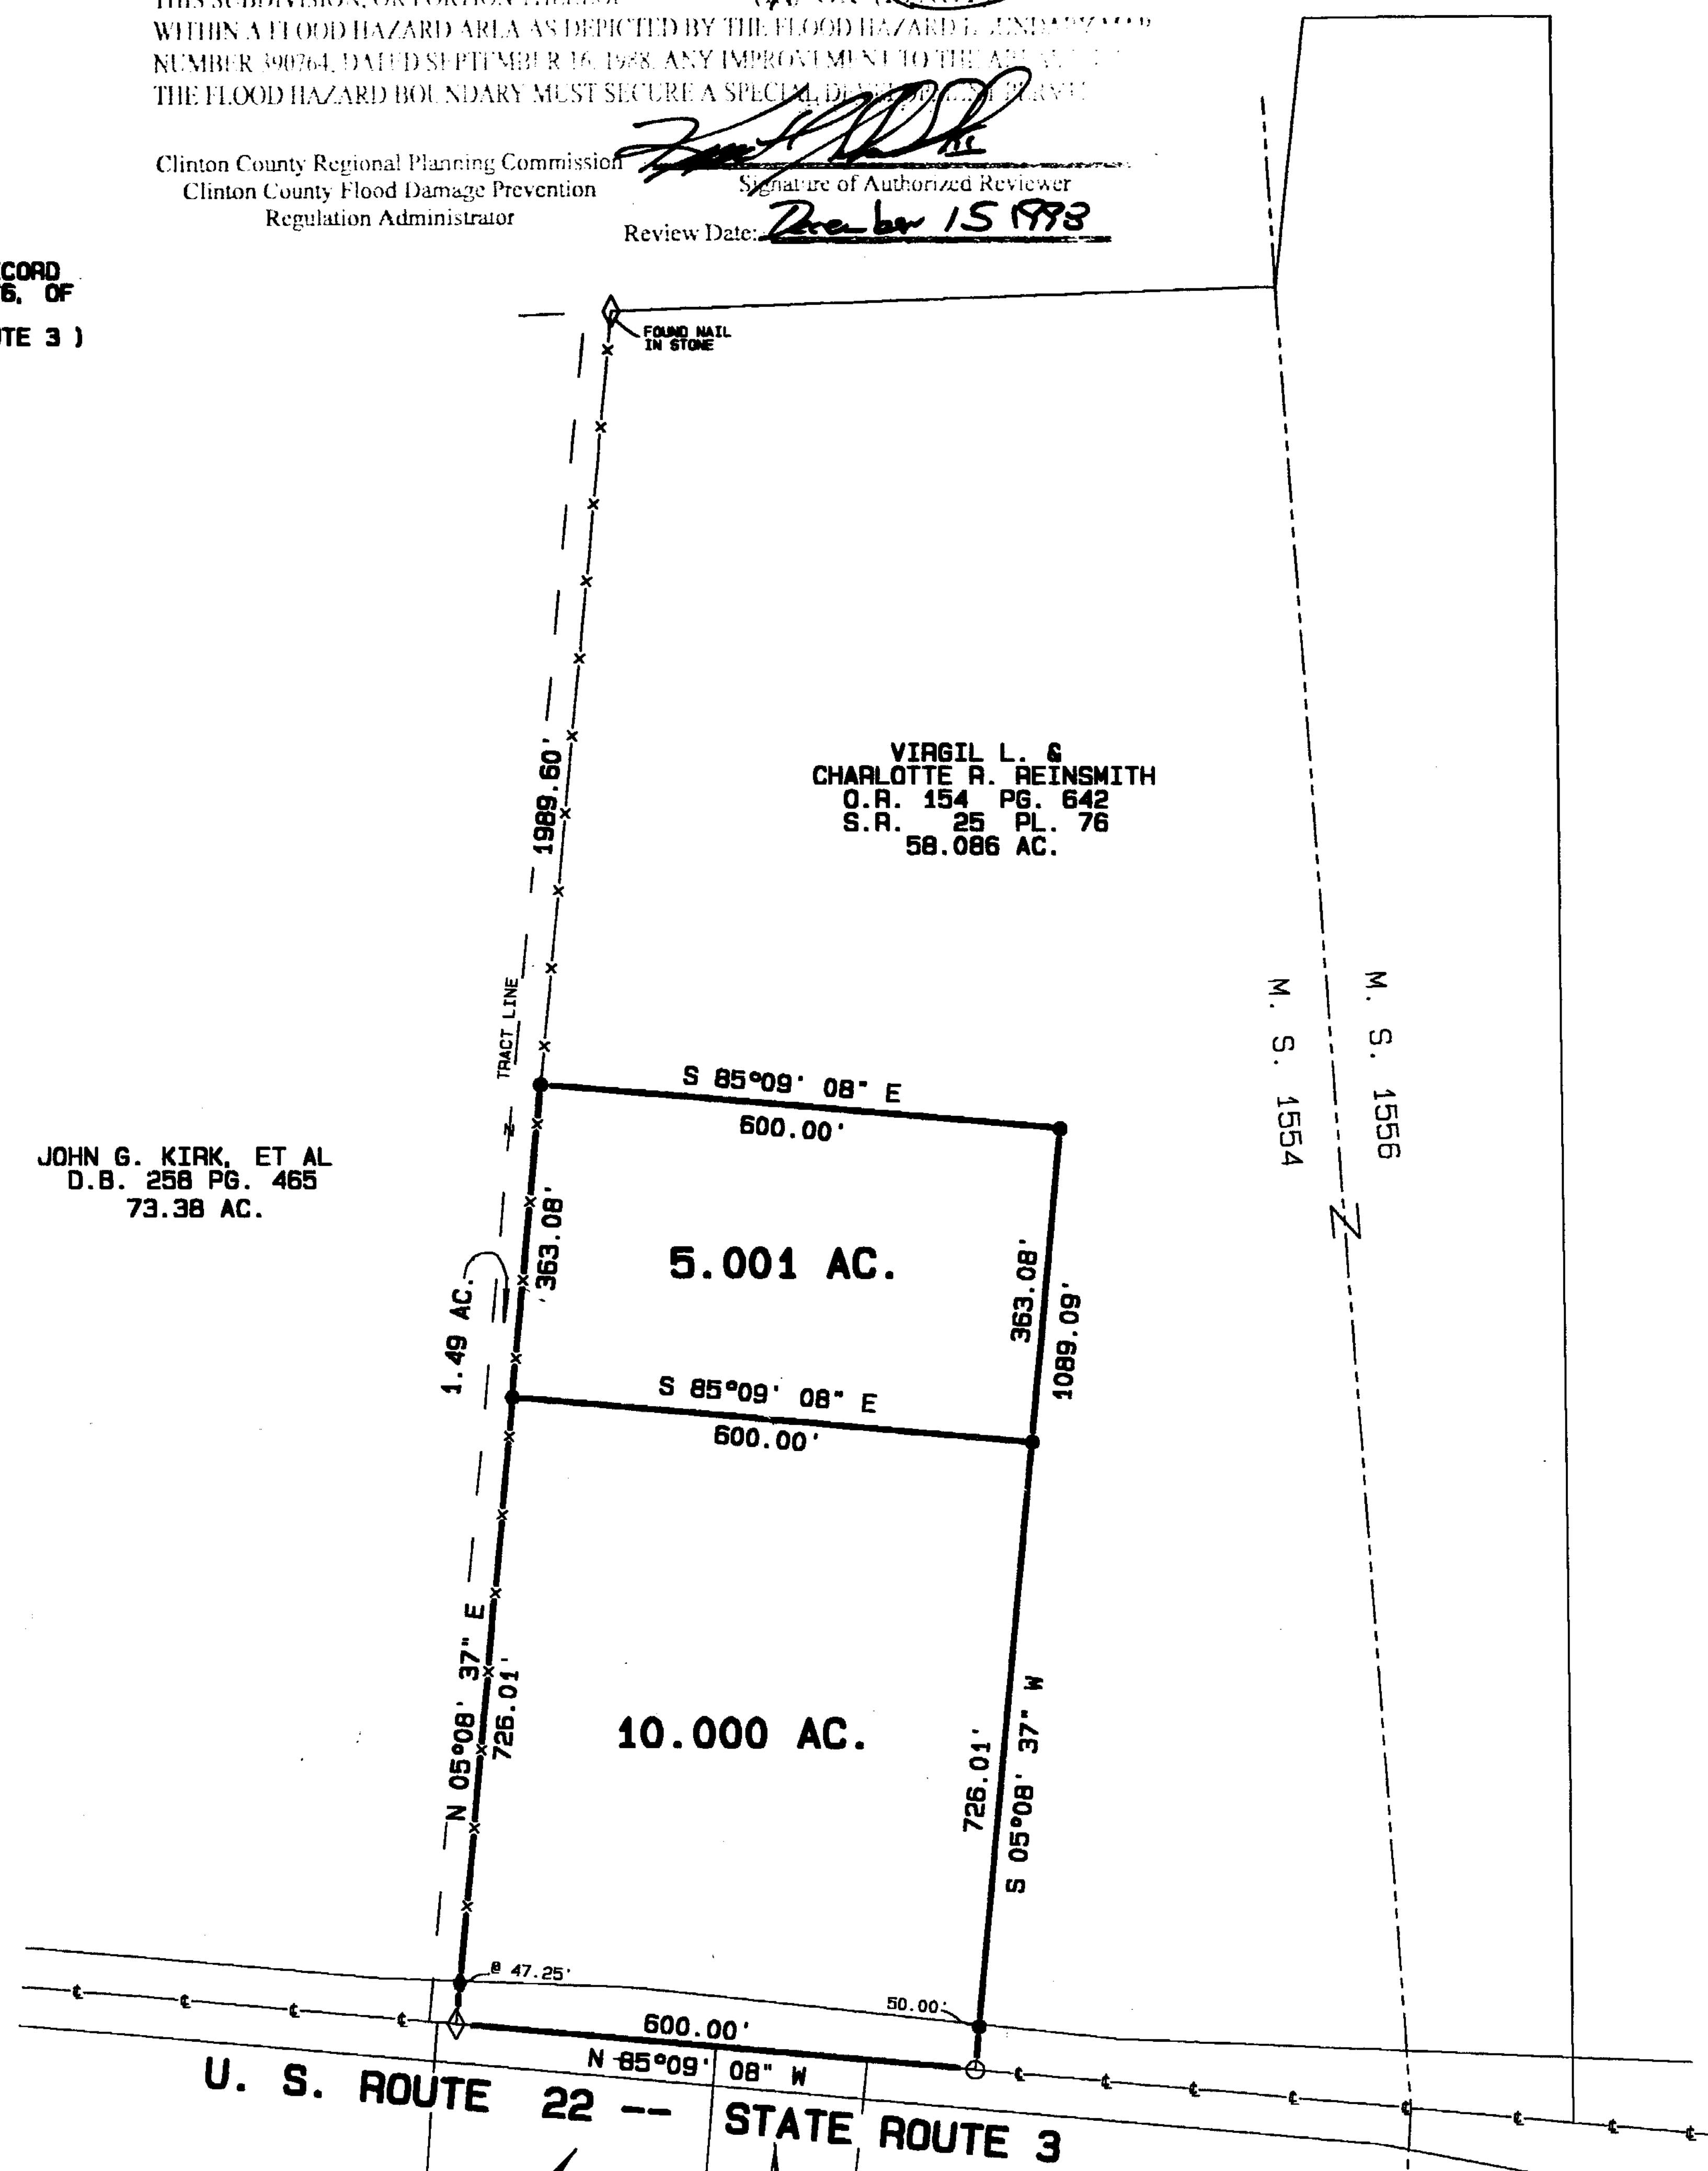 THIS SUBDIVISION, OR PORTION THEREOF
WITHIN A FLOOD HAZARD AREA AS DEPICTED BY THE FLOOD HAZARD MAP
NUMBER 390764, DATED SEPTEMBER 16, 1988. ANY IMPROVEMENT TO THE
THE FLOOD HAZARD BOUNDARY MUST SECURE A SPECIAL
Clinton County Regional Planning Commission
Clinton County Flood Damage Prevention
Regulation Administrator
Signature of Authorized Reviewer
Review Date: December 15 1993
CORD
6, OF
TE 3 )
FOUND NAIL
IN STONE
1989.60'
VIRGIL L. &
CHARLOTTE R. REINSMITH
O.R. 154 PG. 642
S.R. 25 PL. 76
58.086 AC.
M. S. 1554
M. S. 1556
TRACT LINE
S 85°09' 08" E
600.00'
JOHN G. KIRK, ET AL
D.B. 258 PG. 465
73.38 AC.
363.08'
5.001 AC.
363.08'
1089.09'
1.49 AC.
S 85°09' 08" E
600.00'
N 05°08' 37" E
726.01'
10.000 AC.
726.01'
S 05°08' 37" W
@ 47.25'
50.00'
600.00'
N 85°09' 08" W
U. S. ROUTE 22 -- STATE ROUTE 3